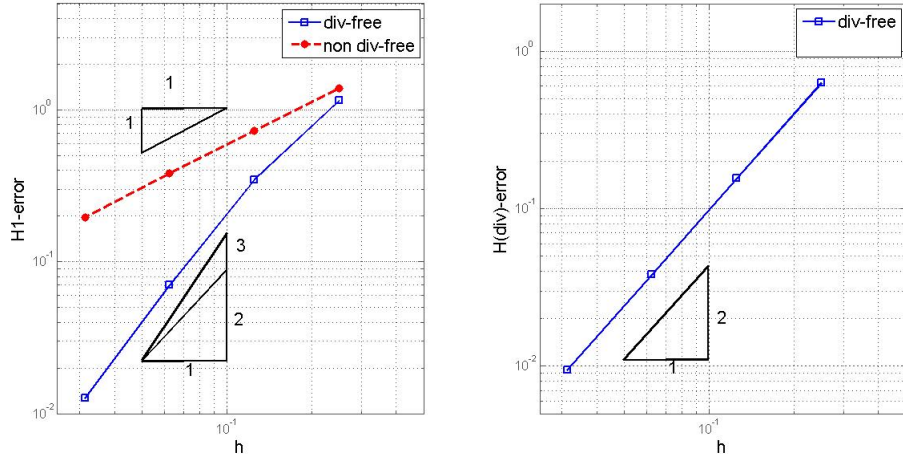 div-free
non div-free
10^0
10^-1
10^-2
H1-error
1
1
3
2
1
10^-1
h
div-free
10^0
10^-1
10^-2
H(div)-error
2
1
10^-1
h